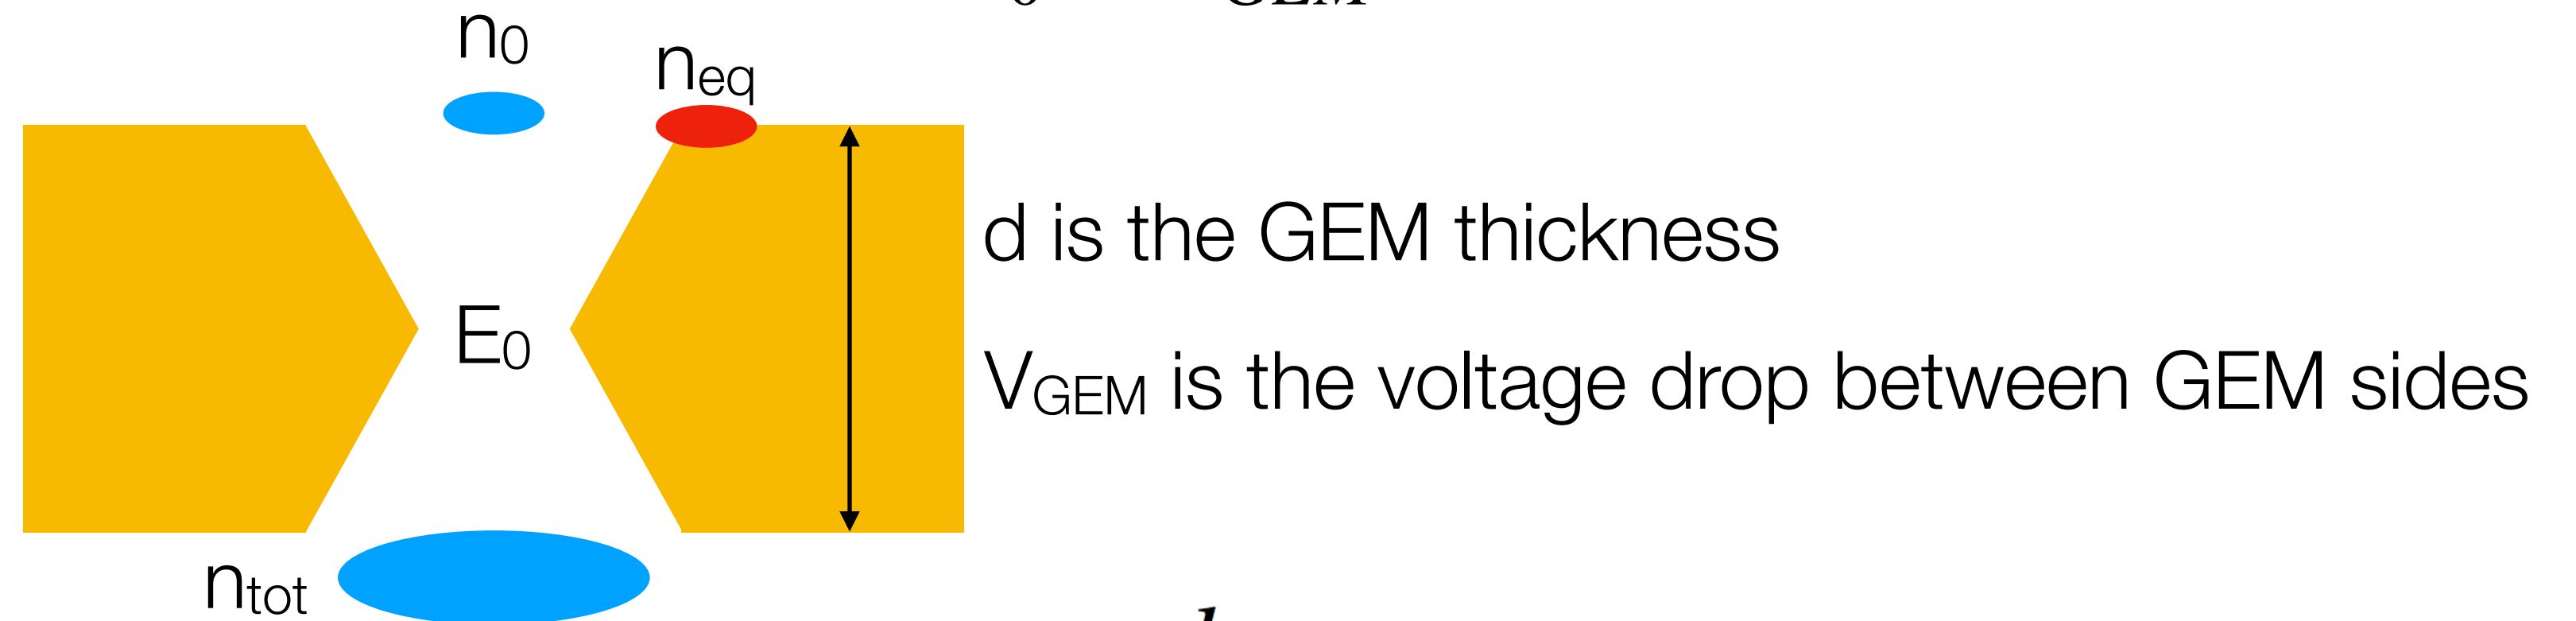 n0
neq
d is the GEM thickness
E0
VGEM is the voltage drop between GEM sides
ntot